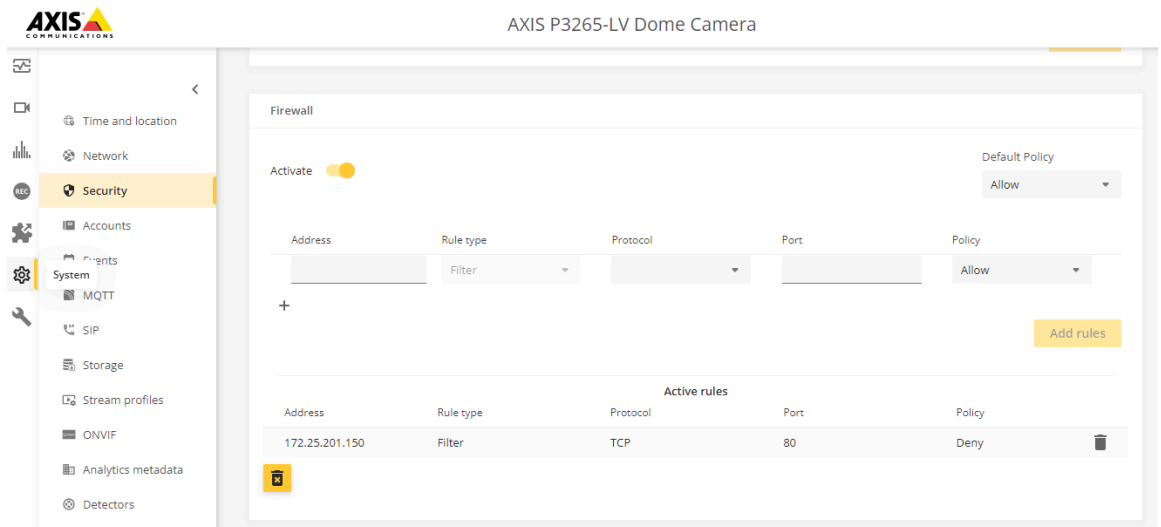 AXIS
COMMUNICATIONS
AXIS P3265-LV Dome Camera
Time and location
Network
Security
Accounts
Events
System
MQTT
SIP
Storage
Stream profiles
ONVIF
Analytics metadata
Detectors
REC
Firewall
Activate
Default Policy
Allow
Address Rule type Protocol Port Policy
Filter Allow
+
Add rules
Active rules
Address Rule type Protocol Port Policy
172.25.201.150 Filter TCP 80 Deny